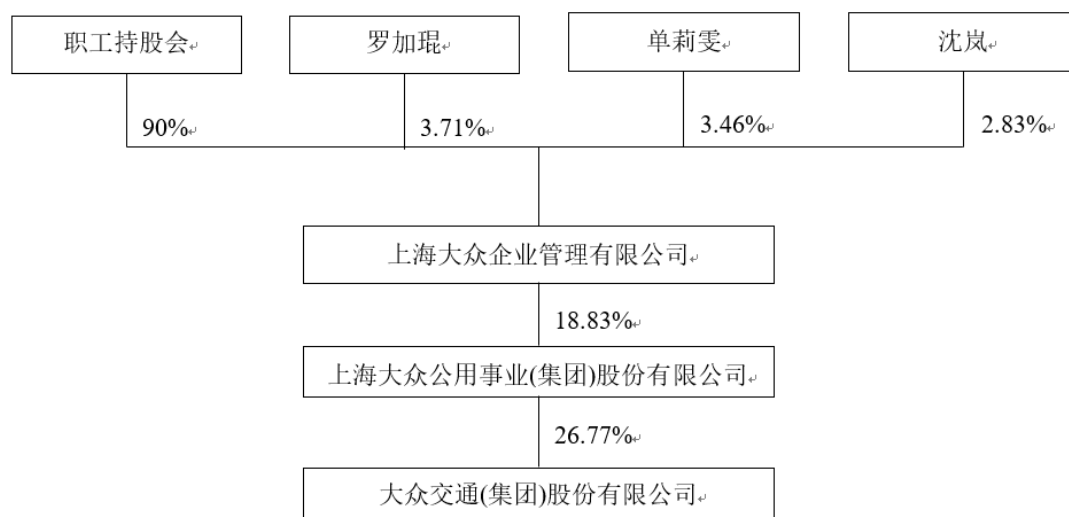 职工持股会
罗加琨
单莉雯
沈岚
90%
3.71%
3.46%
2.83%
上海大众企业管理有限公司
18.83%
上海大众公用事业(集团)股份有限公司
26.77%
大众交通(集团)股份有限公司